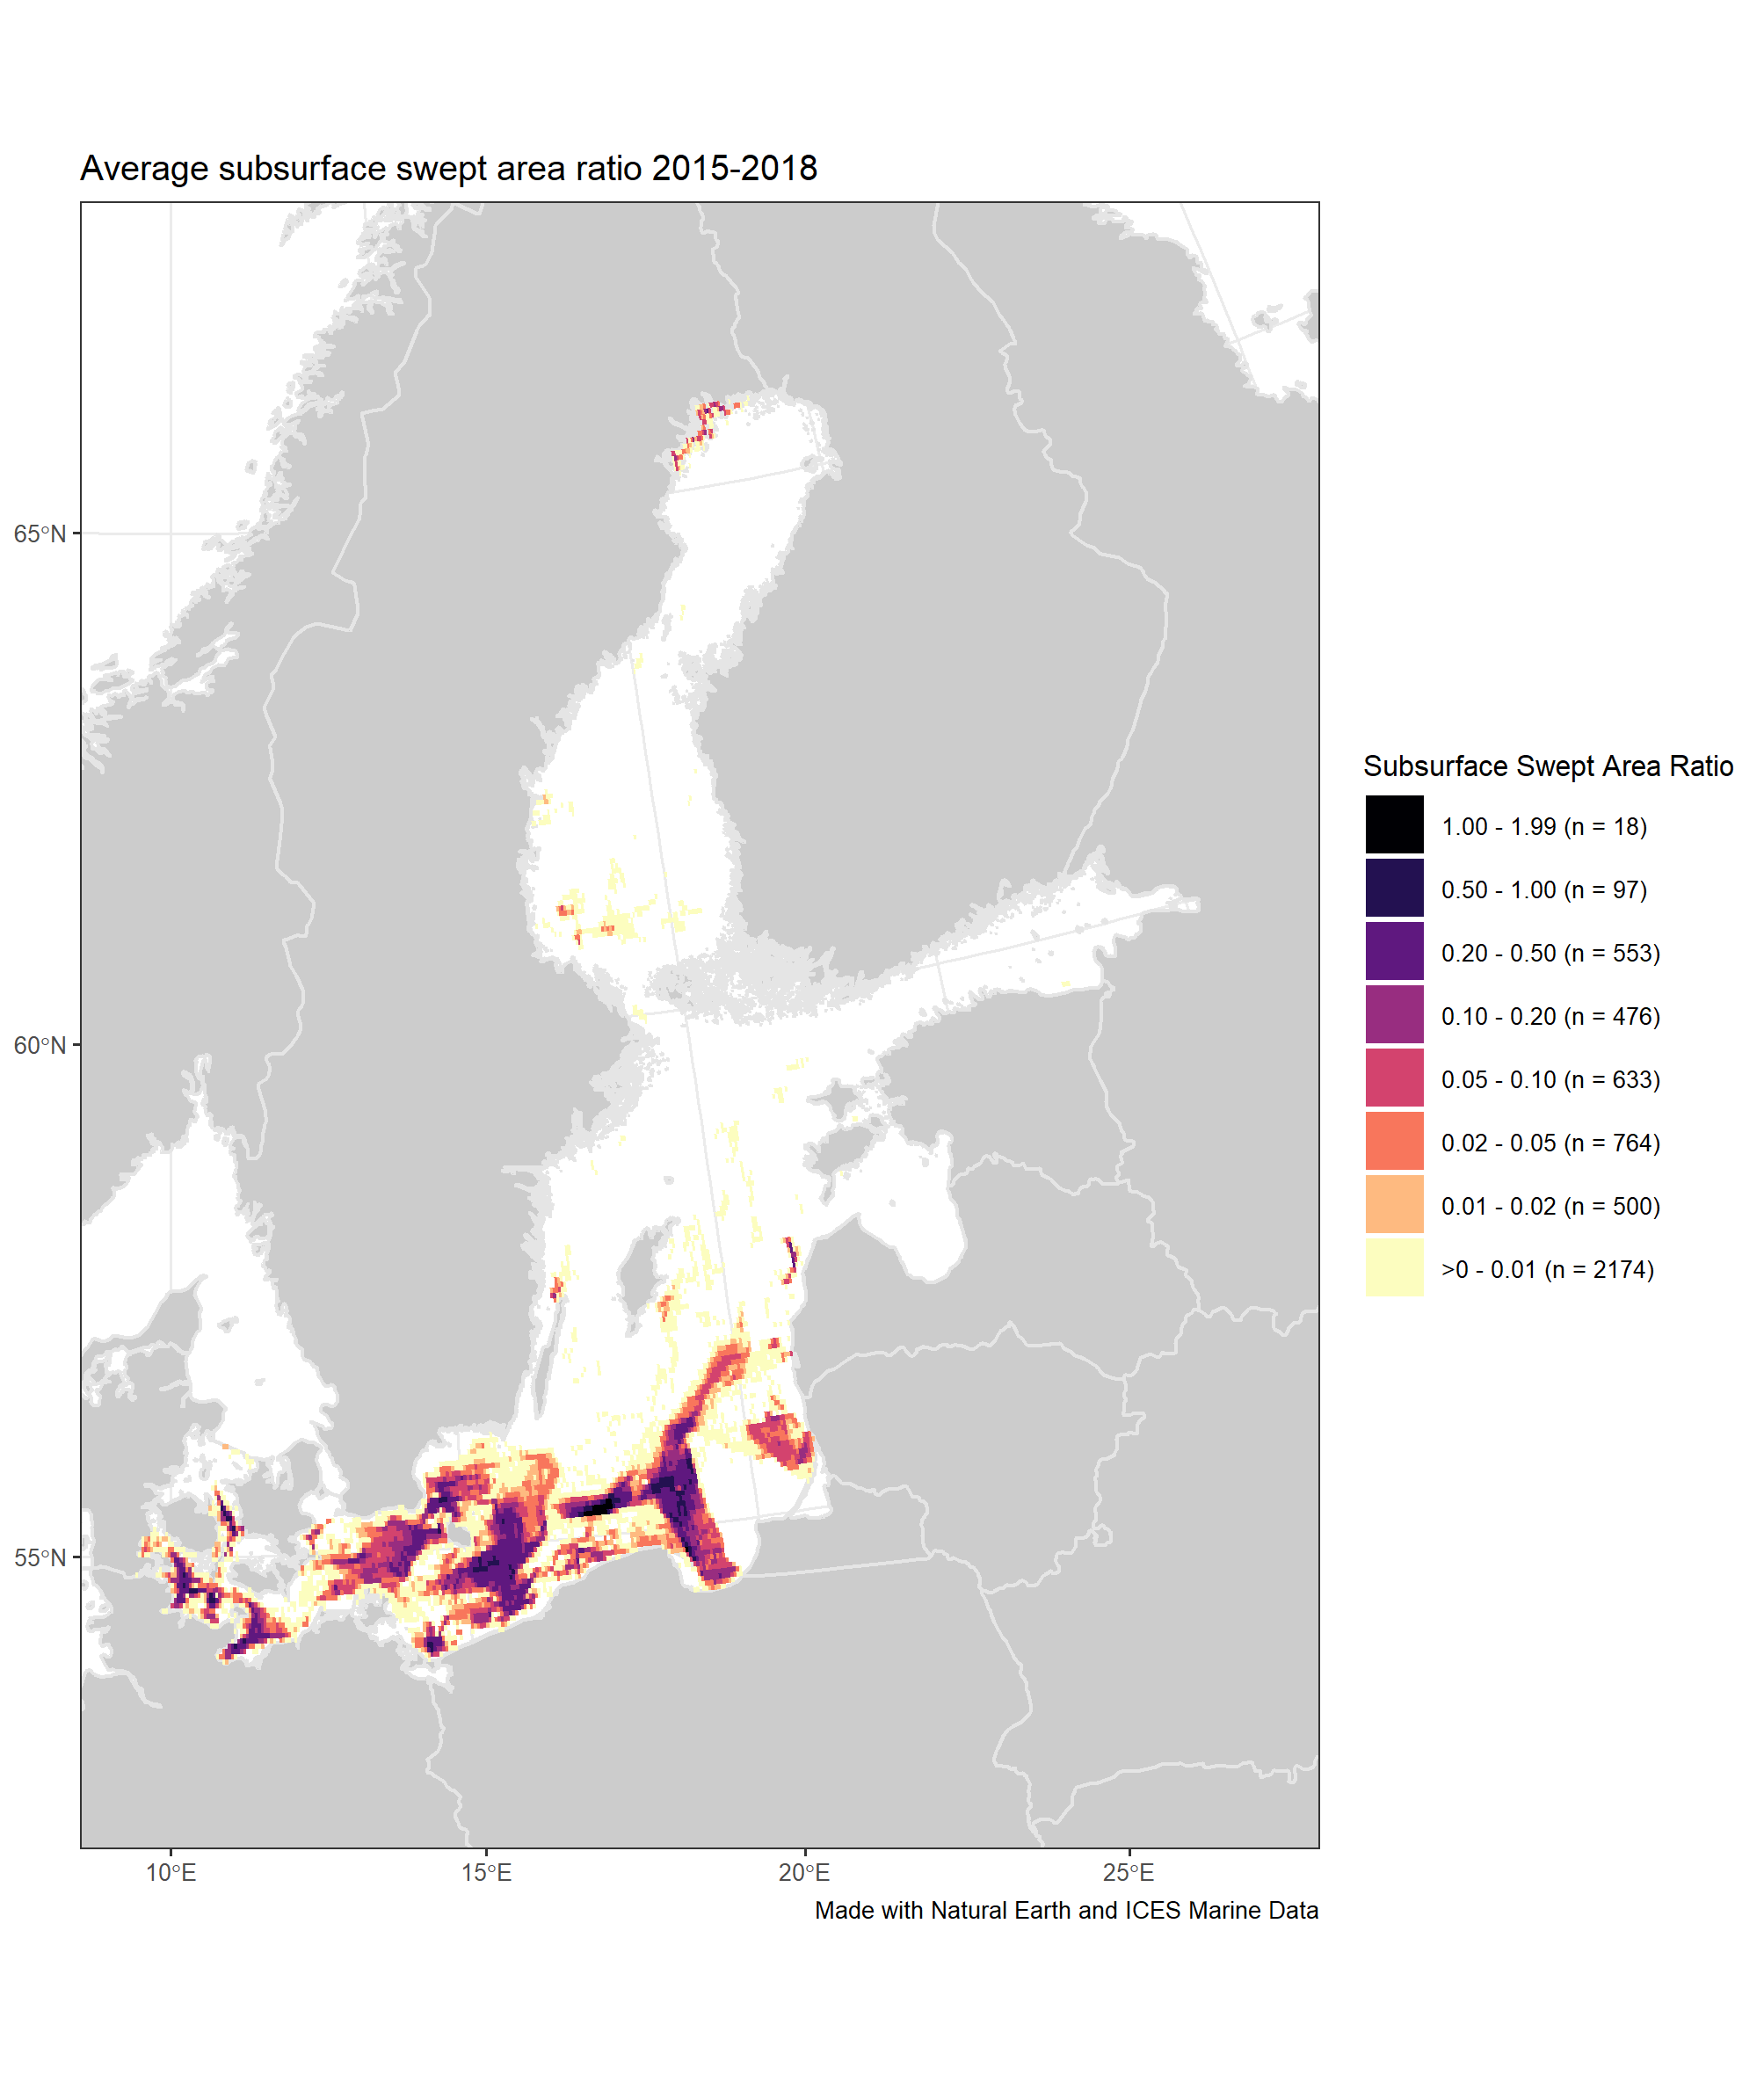 Average subsurface swept area ratio 2015-2018
65°N
60°N
55°N
10°E
15°E
20°E
25°E
Made with Natural Earth and ICES Marine Data
Subsurface Swept Area Ratio
1.00 - 1.99 (n = 18)
0.50 - 1.00 (n = 97)
0.20 - 0.50 (n = 553)
0.10 - 0.20 (n = 476)
0.05 - 0.10 (n = 633)
0.02 - 0.05 (n = 764)
0.01 - 0.02 (n = 500)
>0 - 0.01 (n = 2174)